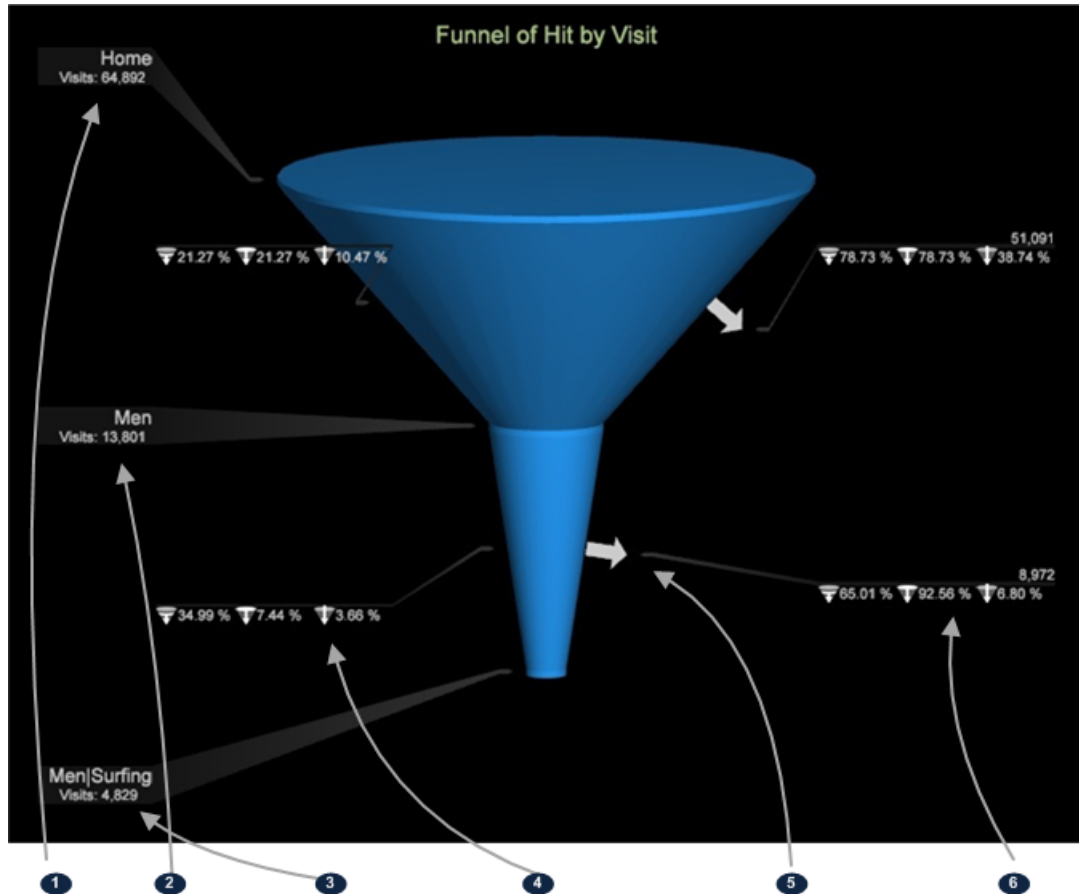 Funnel of Hit by Visit
Home
Visits: 64,892
51,091
21.27 % 21.27 % 10.47 %
78.73 % 78.73 % 38.74 %
Men
Visits: 13,801
8,972
34.99 % 7.44 % 3.66 %
65.01 % 92.56 % 6.80 %
Men|Surfing
Visits: 4,829
1 2 3 4 5 6